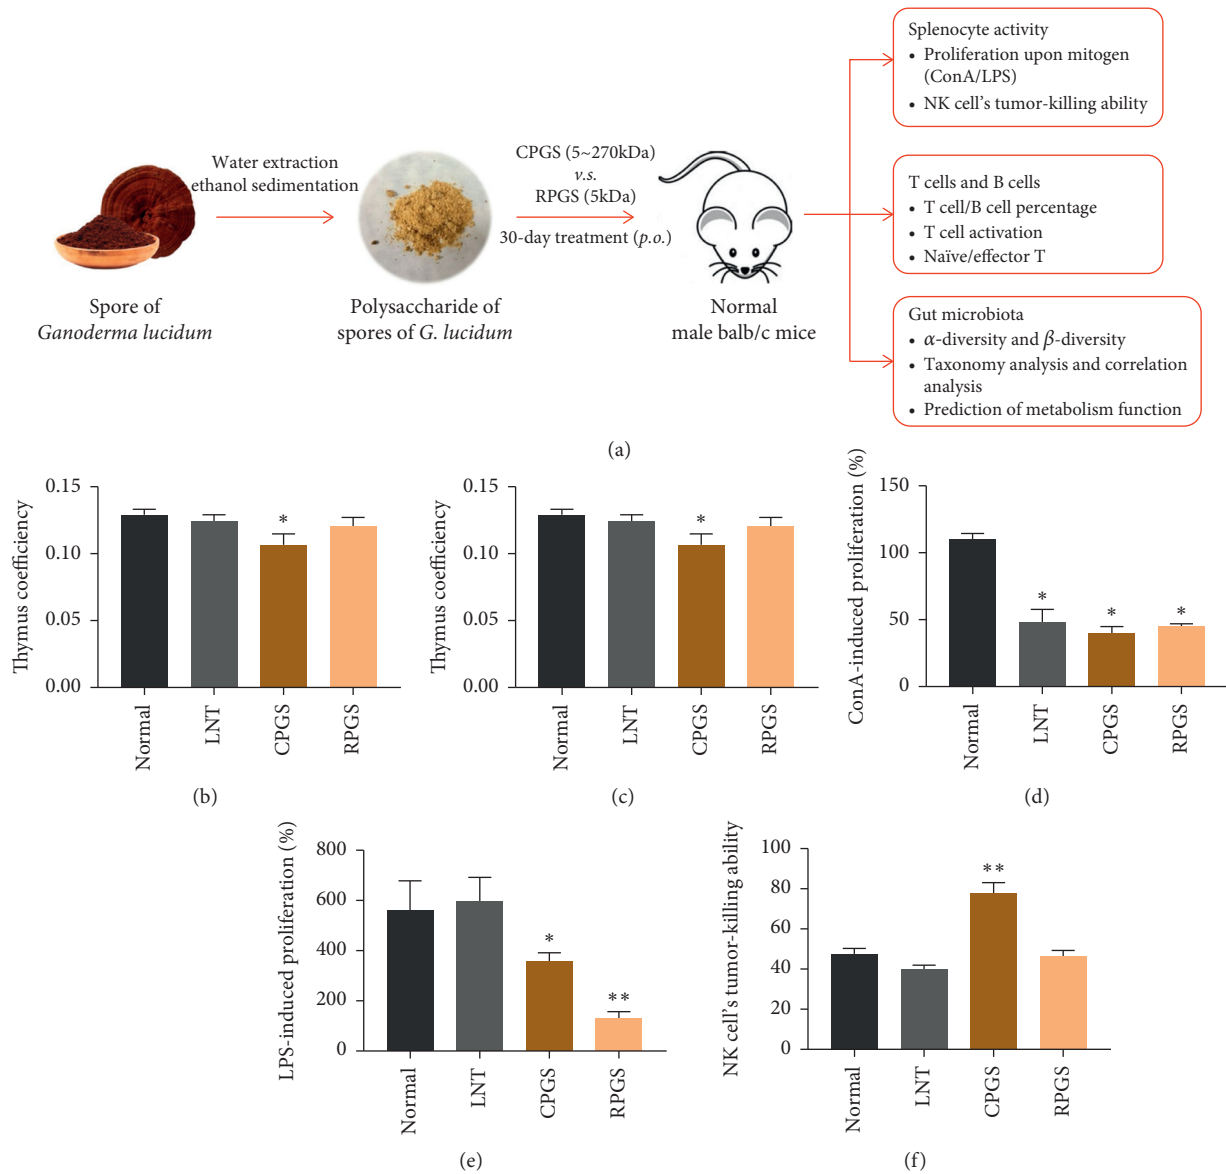 Water extraction
ethanol sedimentation
CPGS (5~270kDa)
v.s.
RPGS (5kDa)
30-day treatment (p.o.)
Spore of
Ganoderma lucidum
Polysaccharide of
spores of G. lucidum
Normal
male balb/c mice
Splenocyte activity
• Proliferation upon mitogen
(ConA/LPS)
• NK cell's tumor-killing ability
T cells and B cells
• T cell/B cell percentage
• T cell activation
• Naïve/effector T
Gut microbiota
• α-diversity and β-diversity
• Taxonomy analysis and correlation
analysis
• Prediction of metabolism function
(a)
Thymus coefficiency
0.15
0.10
0.05
0.00
*
Normal
LNT
CPGS
RPGS
(b)
Thymus coefficiency
0.15
0.10
0.05
0.00
*
Normal
LNT
CPGS
RPGS
(c)
ConA-induced proliferation (%)
150
100
50
0
*
*
*
Normal
LNT
CPGS
RPGS
(d)
LPS-induced proliferation (%)
800
600
400
200
0
*
**
Normal
LNT
CPGS
RPGS
(e)
NK cell's tumor-killing ability
100
80
60
40
20
0
**
Normal
LNT
CPGS
RPGS
(f)